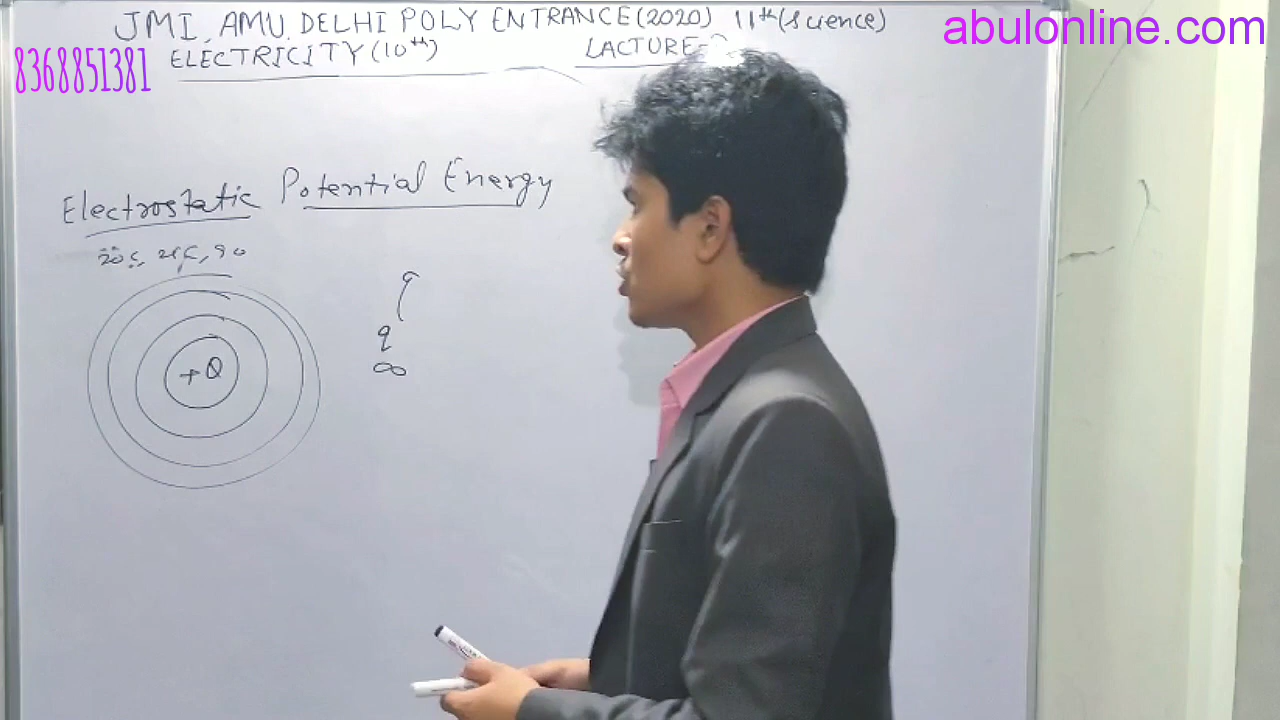 JMI, AMU, DELHI POLY ENTRANCE (2020) 11th (Science)
abulonline.com
ELECTRICITY (10th)
LACTURE-
8368851381
Electrostatic Potential Energy
+Q
q
q
∞